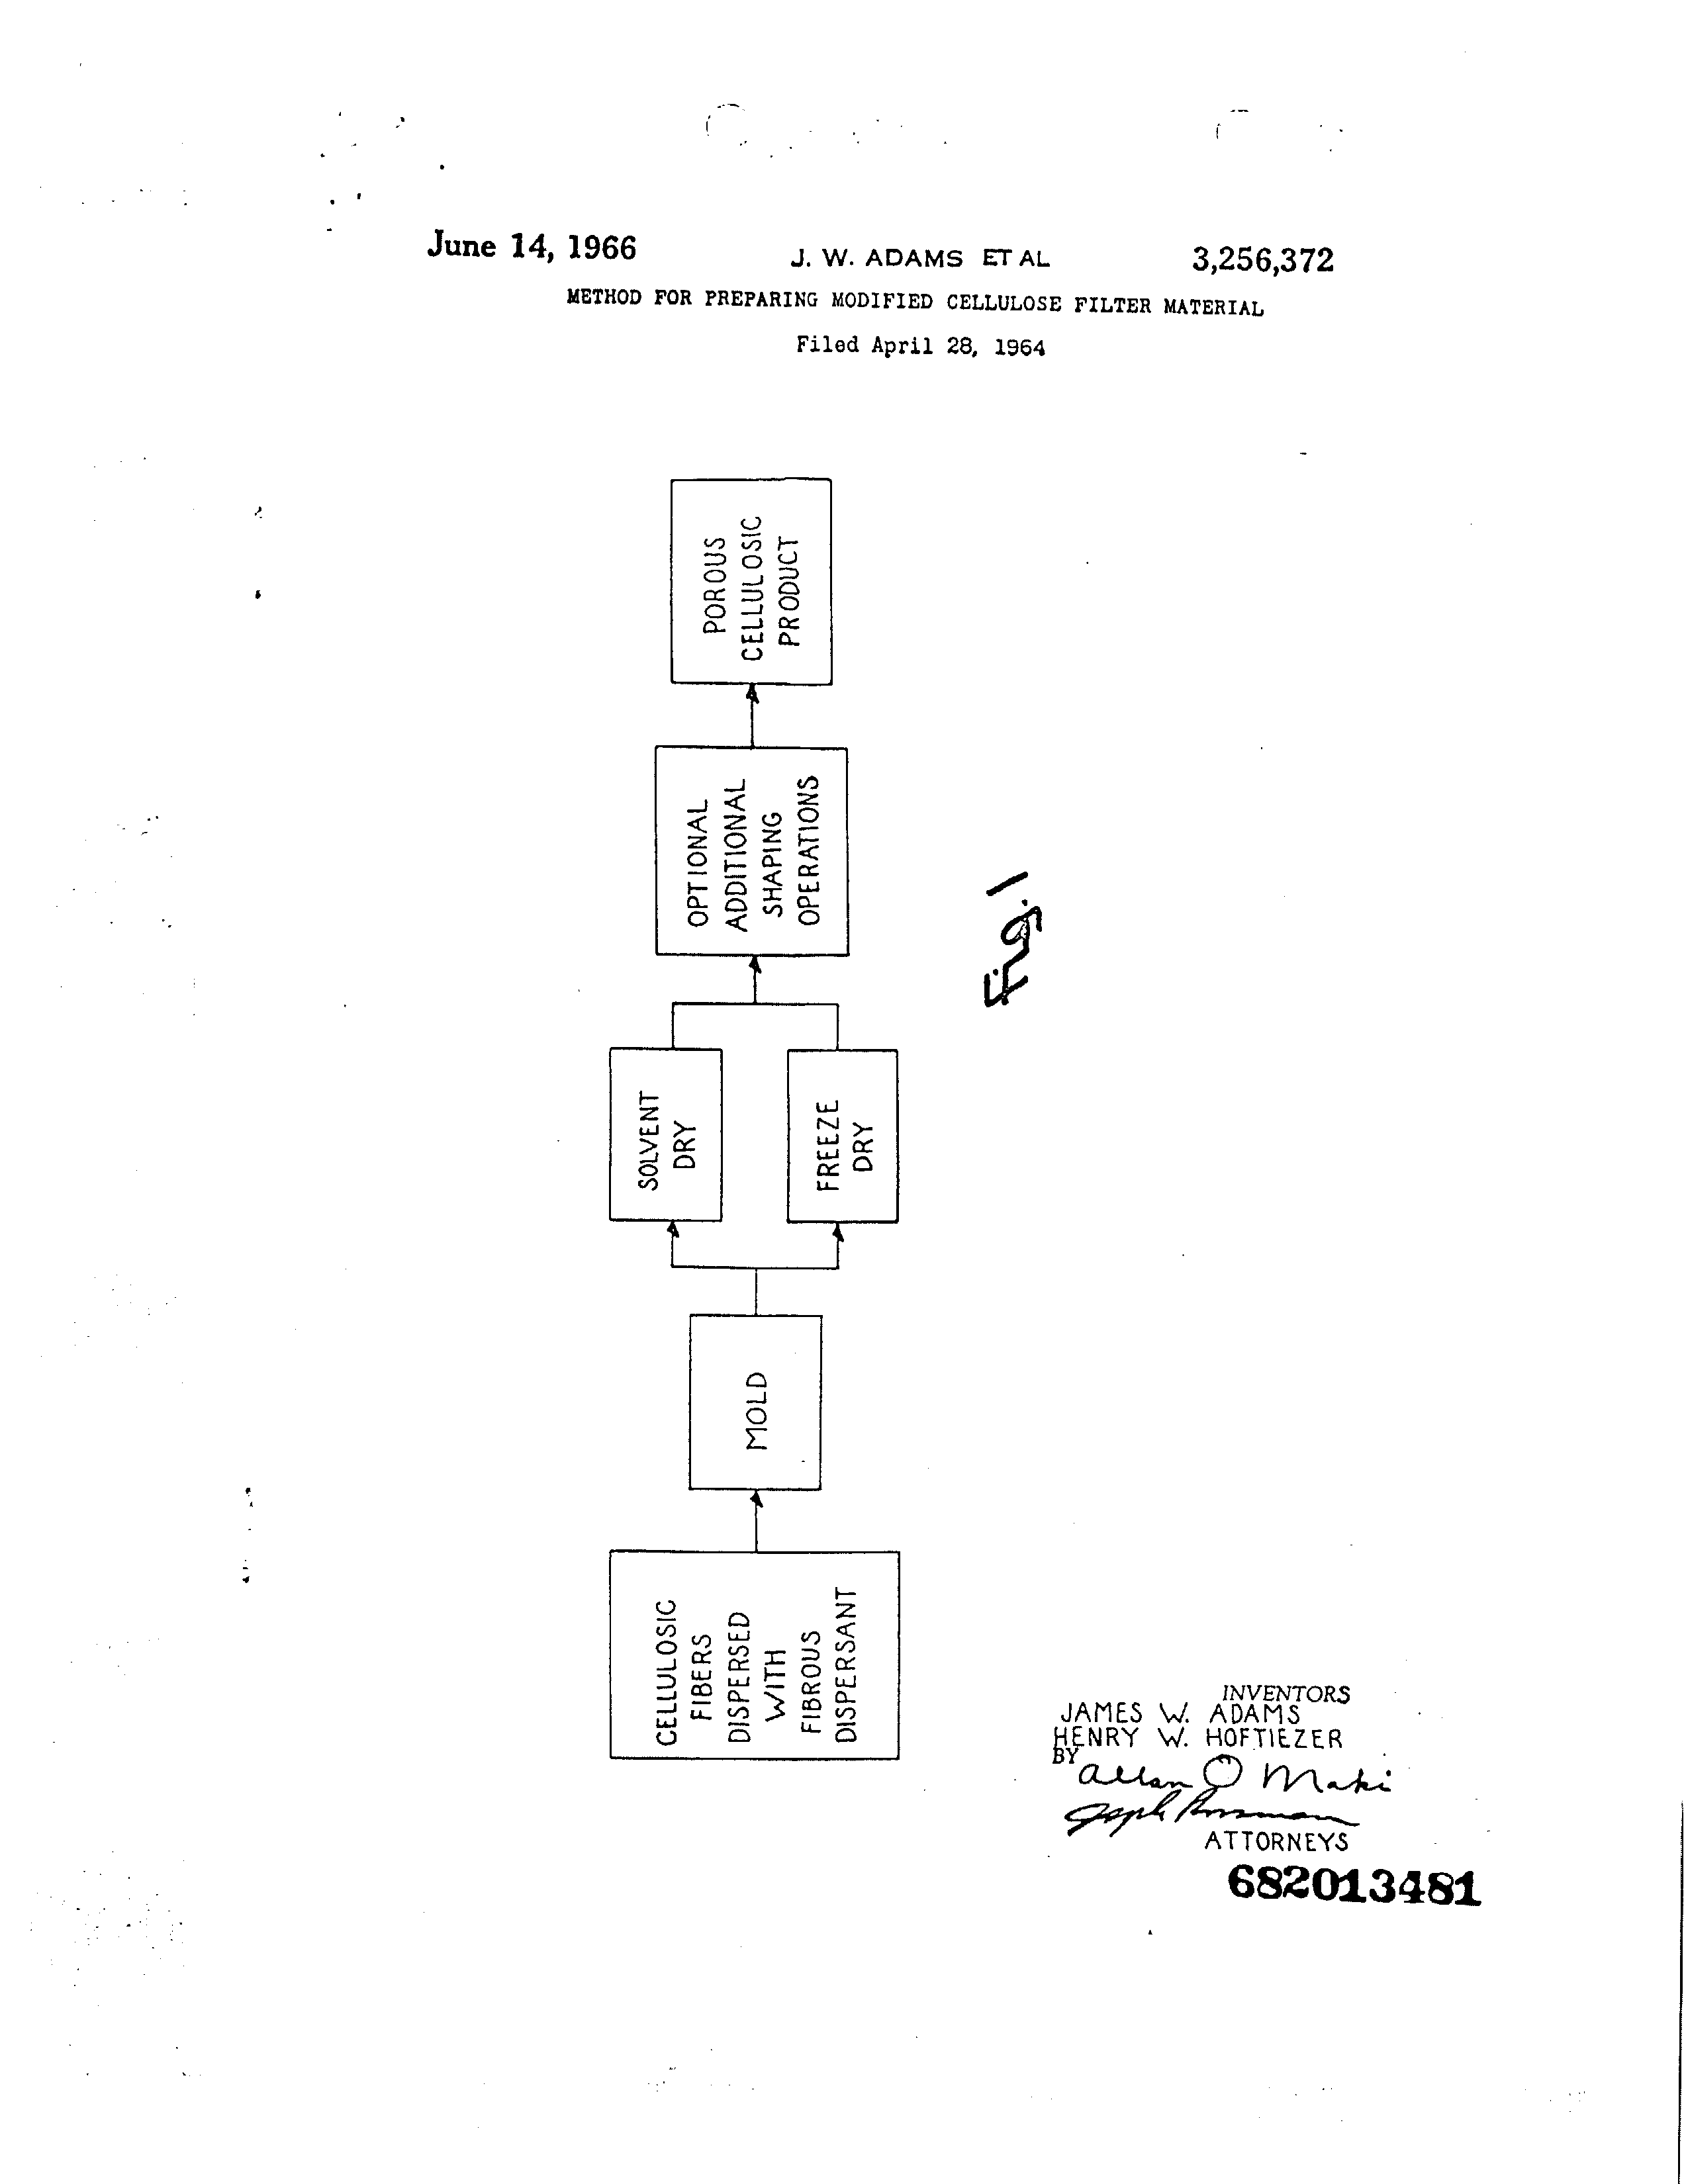 June 14, 1966
J. W. ADAMS ET AL
3,256,372
METHOD FOR PREPARING MODIFIED CELLULOSE FILTER MATERIAL
Filed April 28, 1964
POROUS
CELLULOSIC
PRODUCT
OPTIONAL
ADDITIONAL
SHAPING
OPERATIONS
Fig. 1
SOLVENT
DRY
FREEZE
DRY
MOLD
CELLULOSIC
FIBERS
DISPERSED
WITH
FIBROUS
DISPERSANT
INVENTORS
JAMES W. ADAMS
HENRY W. HOFTIEZER
BY
Allan O Maki
ATTORNEYS
682013481